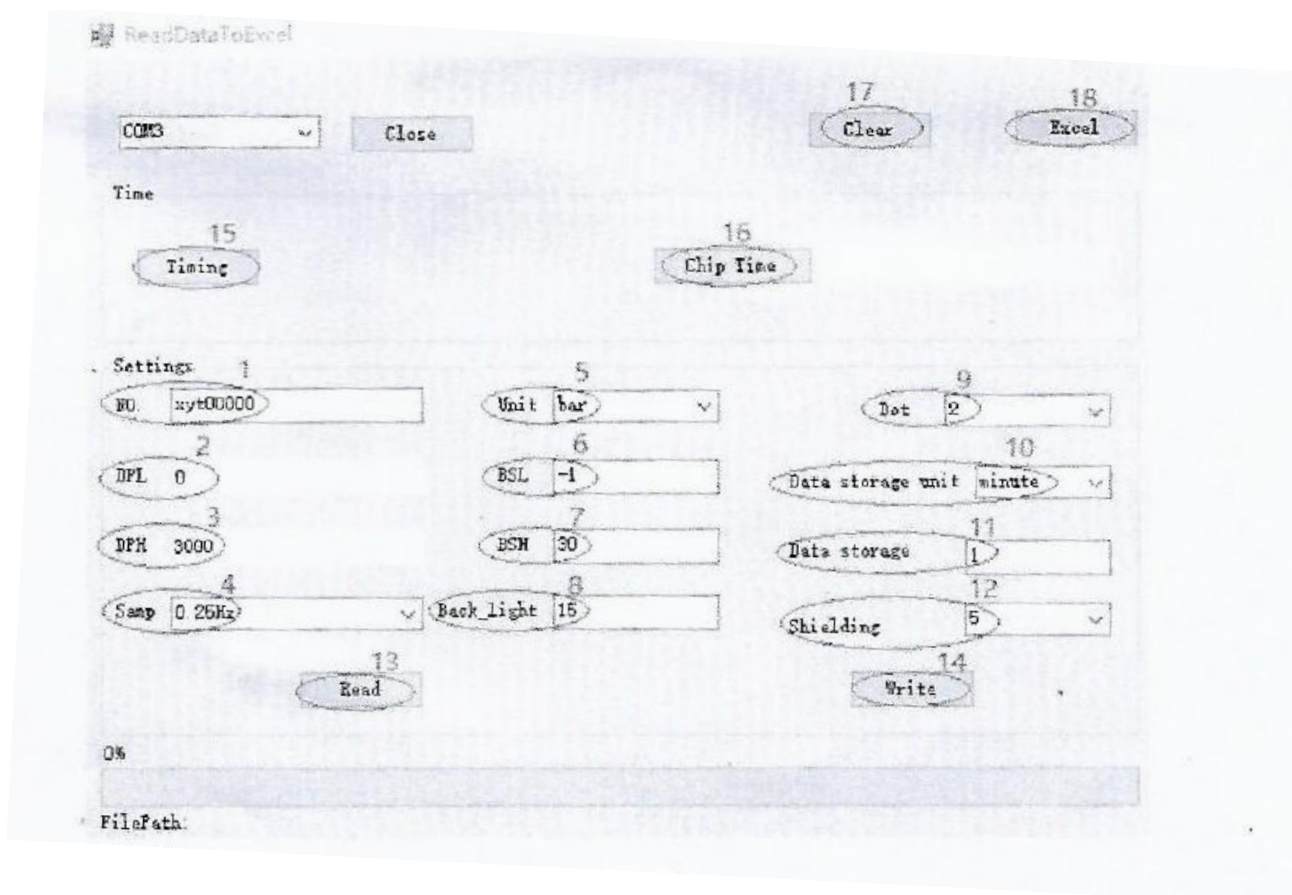 ReadDataToExcel
17 18
COM3 Close Clear Excel
Time
15 16
Timing Chip Time
Settings
1 5 9
NO. xyt00000 Unit bar Dot 2
2 6 10
DPL 0 BSL -1 Data storage unit minute
3 7 11
DPH 3000 BSH 30 Data storage 1
4 8 12
Samp 0.25Hz Back_light 15 Shielding 5
13 14
Read Write
0%
FilePath: